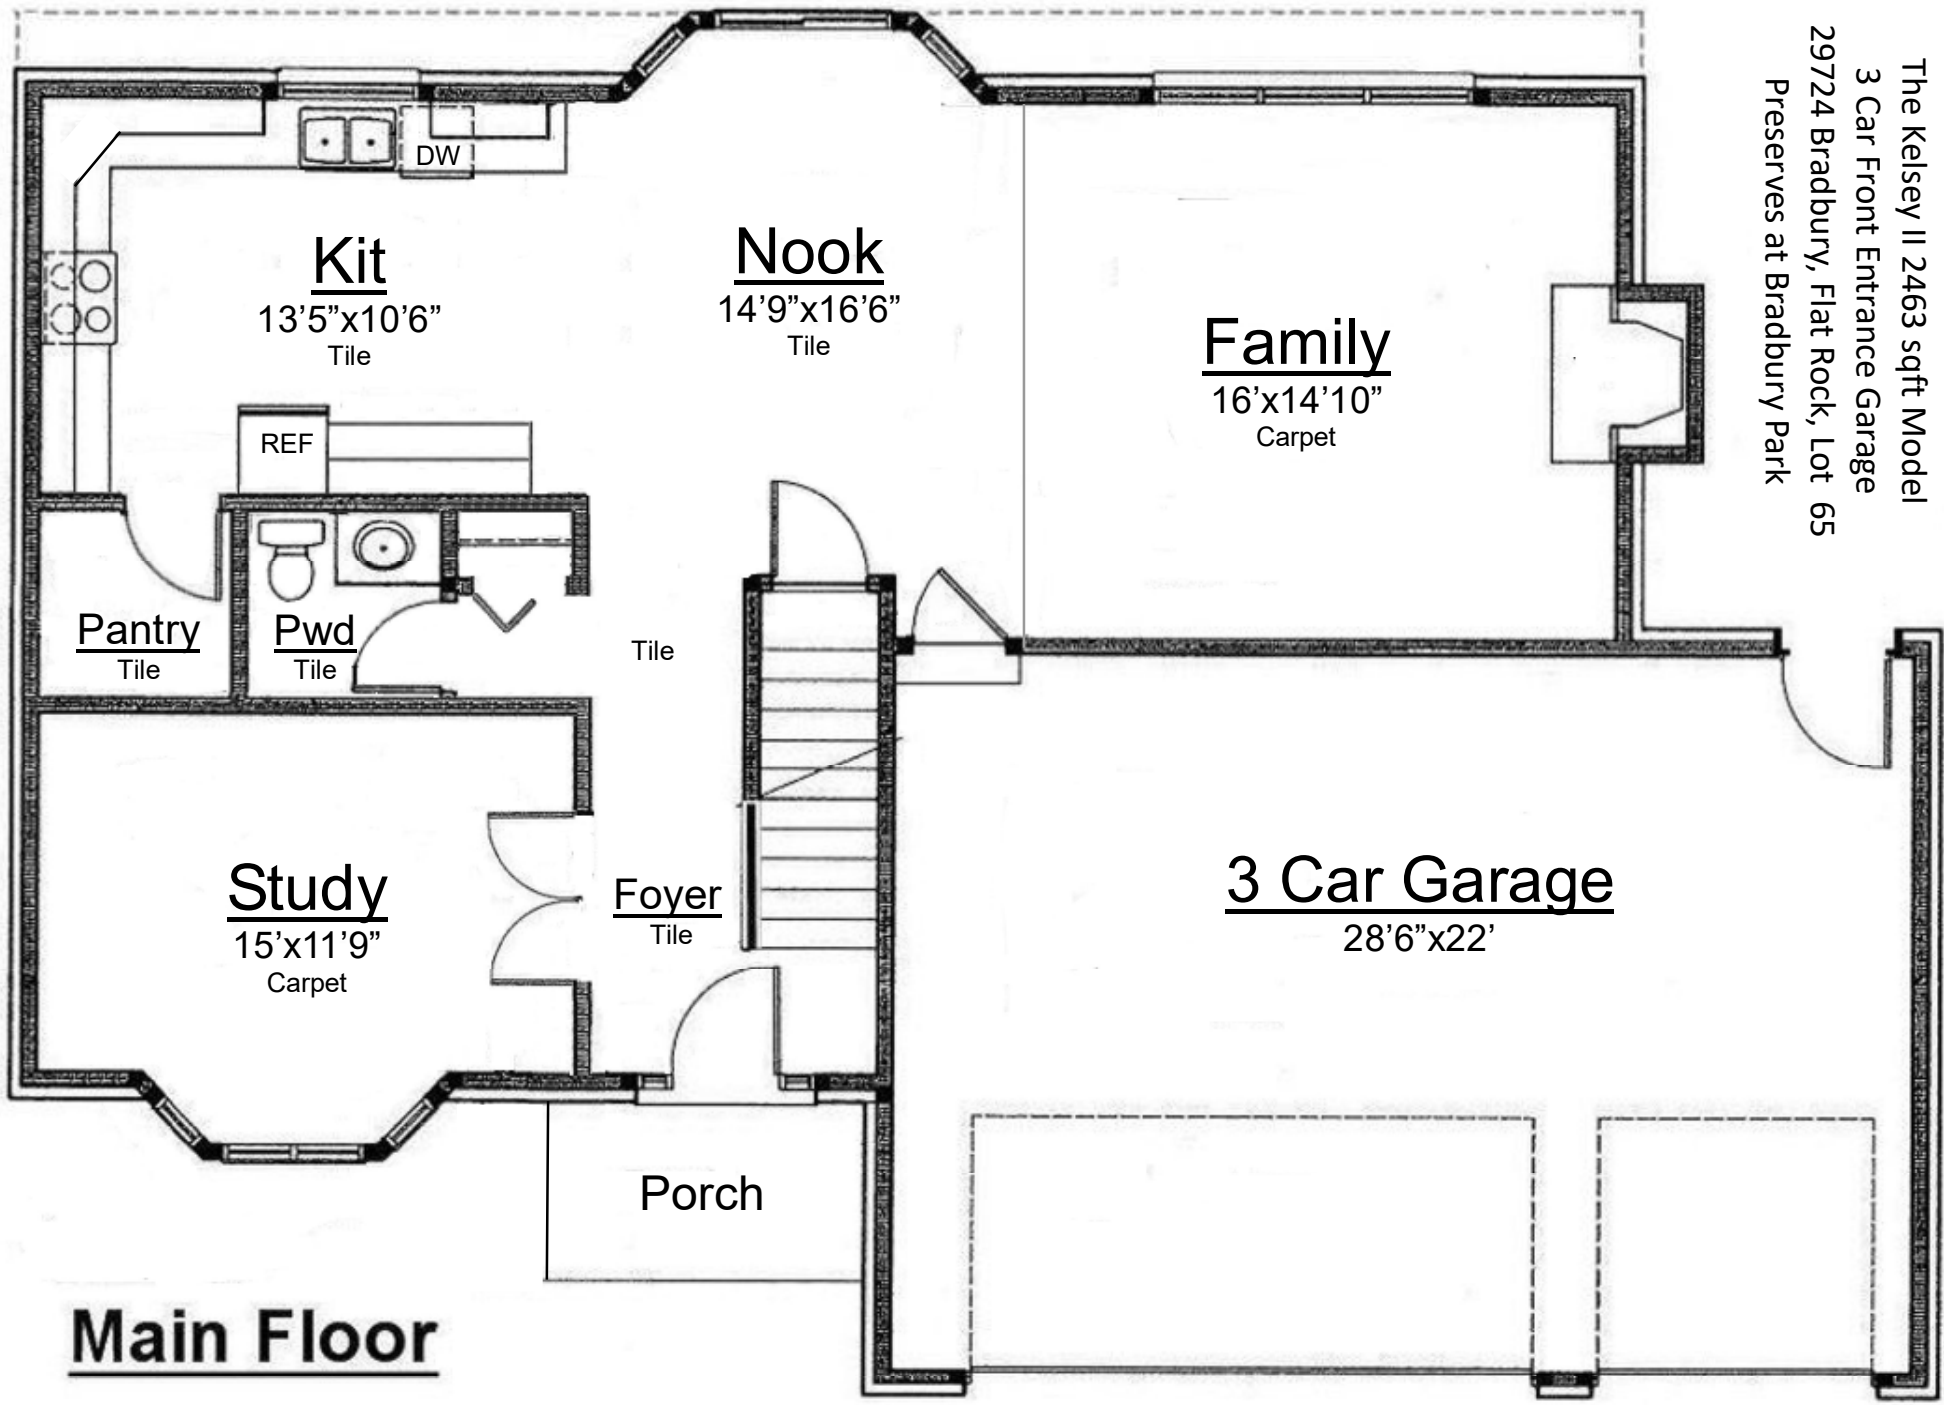 The Kelsey II 2463 sqft Model
3 Car Front Entrance Garage
29724 Bradbury, Flat Rock, Lot 65
Preserves at Bradbury Park
DW
Kit
13’5”x10’6”
Tile
Nook
14’9”x16’6”
Tile
Family
16’x14’10”
Carpet
REF
Pantry
Tile
Pwd
Tile
Tile
Study
15’x11’9”
Carpet
Foyer
Tile
3 Car Garage
28’6”x22'
Porch
Main Floor